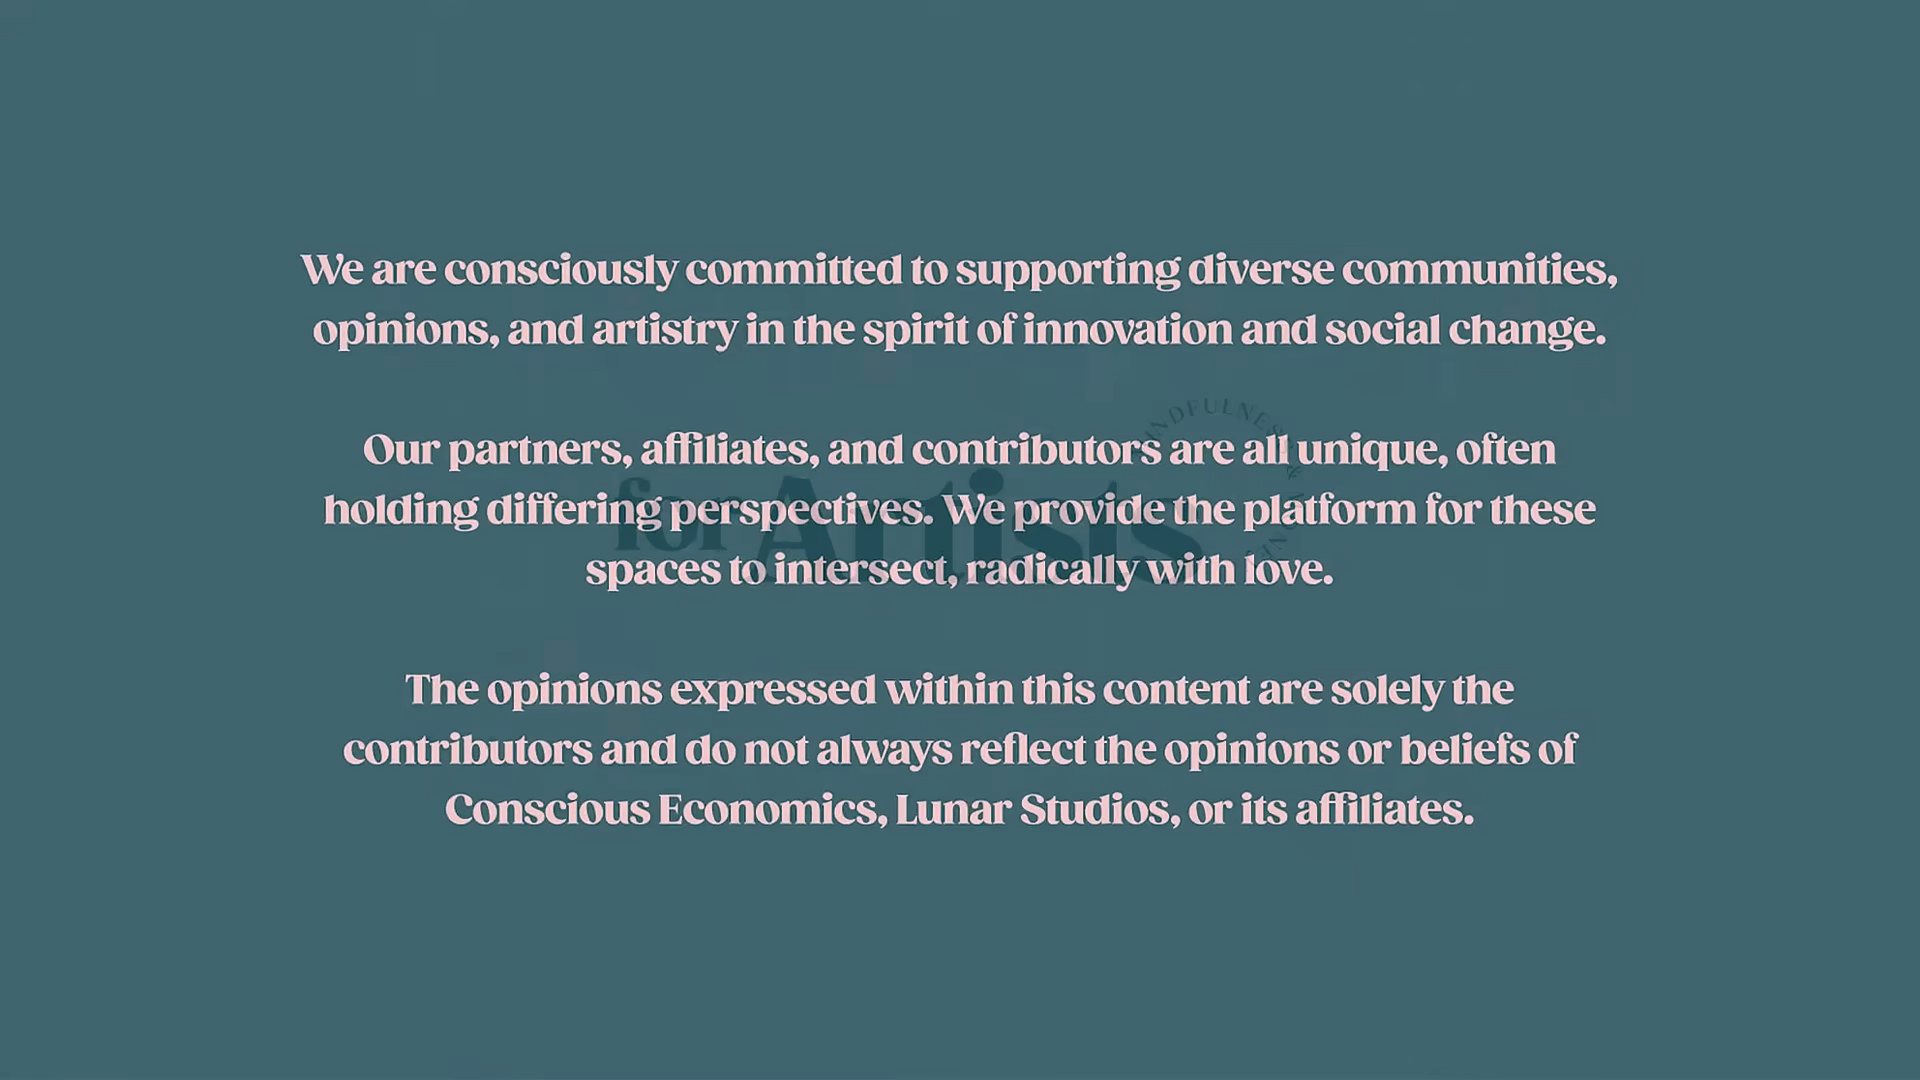 We are consciously committed to supporting diverse communities,
opinions, and artistry in the spirit of innovation and social change.
Our partners, affiliates, and contributors are all unique, often
holding differing perspectives. We provide the platform for these
spaces to intersect, radically with love.
The opinions expressed within this content are solely the
contributors and do not always reflect the opinions or beliefs of
Conscious Economics, Lunar Studios, or its affiliates.
for Artists